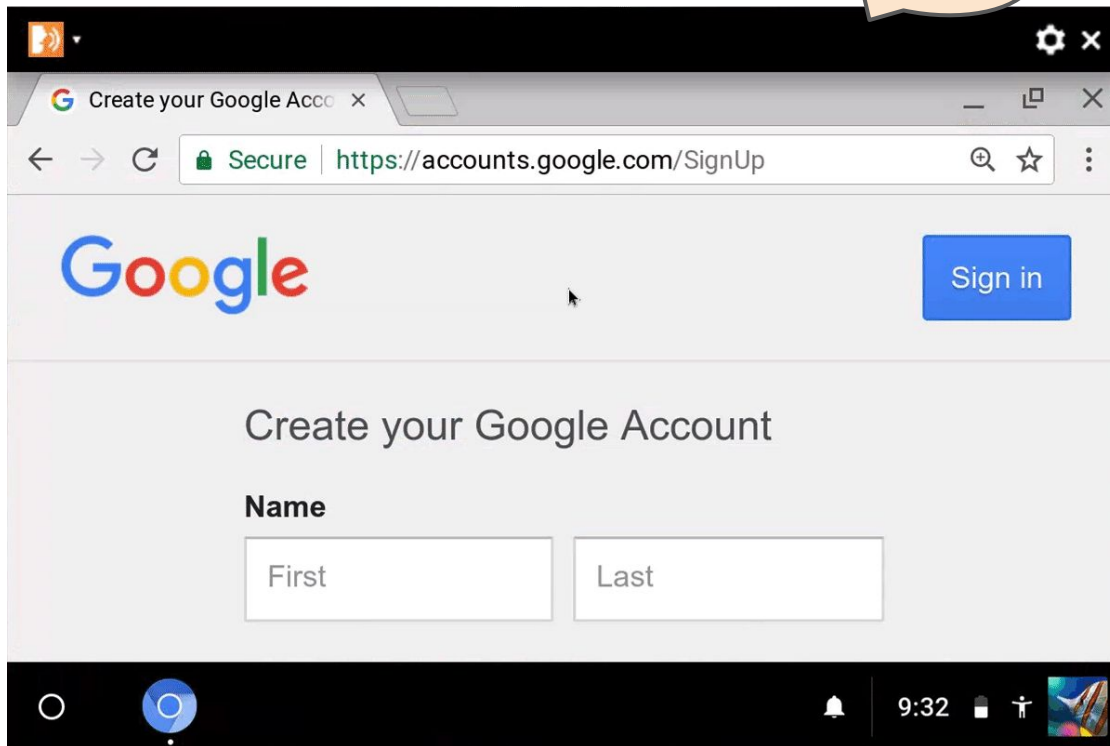 Create your Google Acco
Secure https://accounts.google.com/SignUp
Google
Sign in
Create your Google Account
Name
First Last
9:32